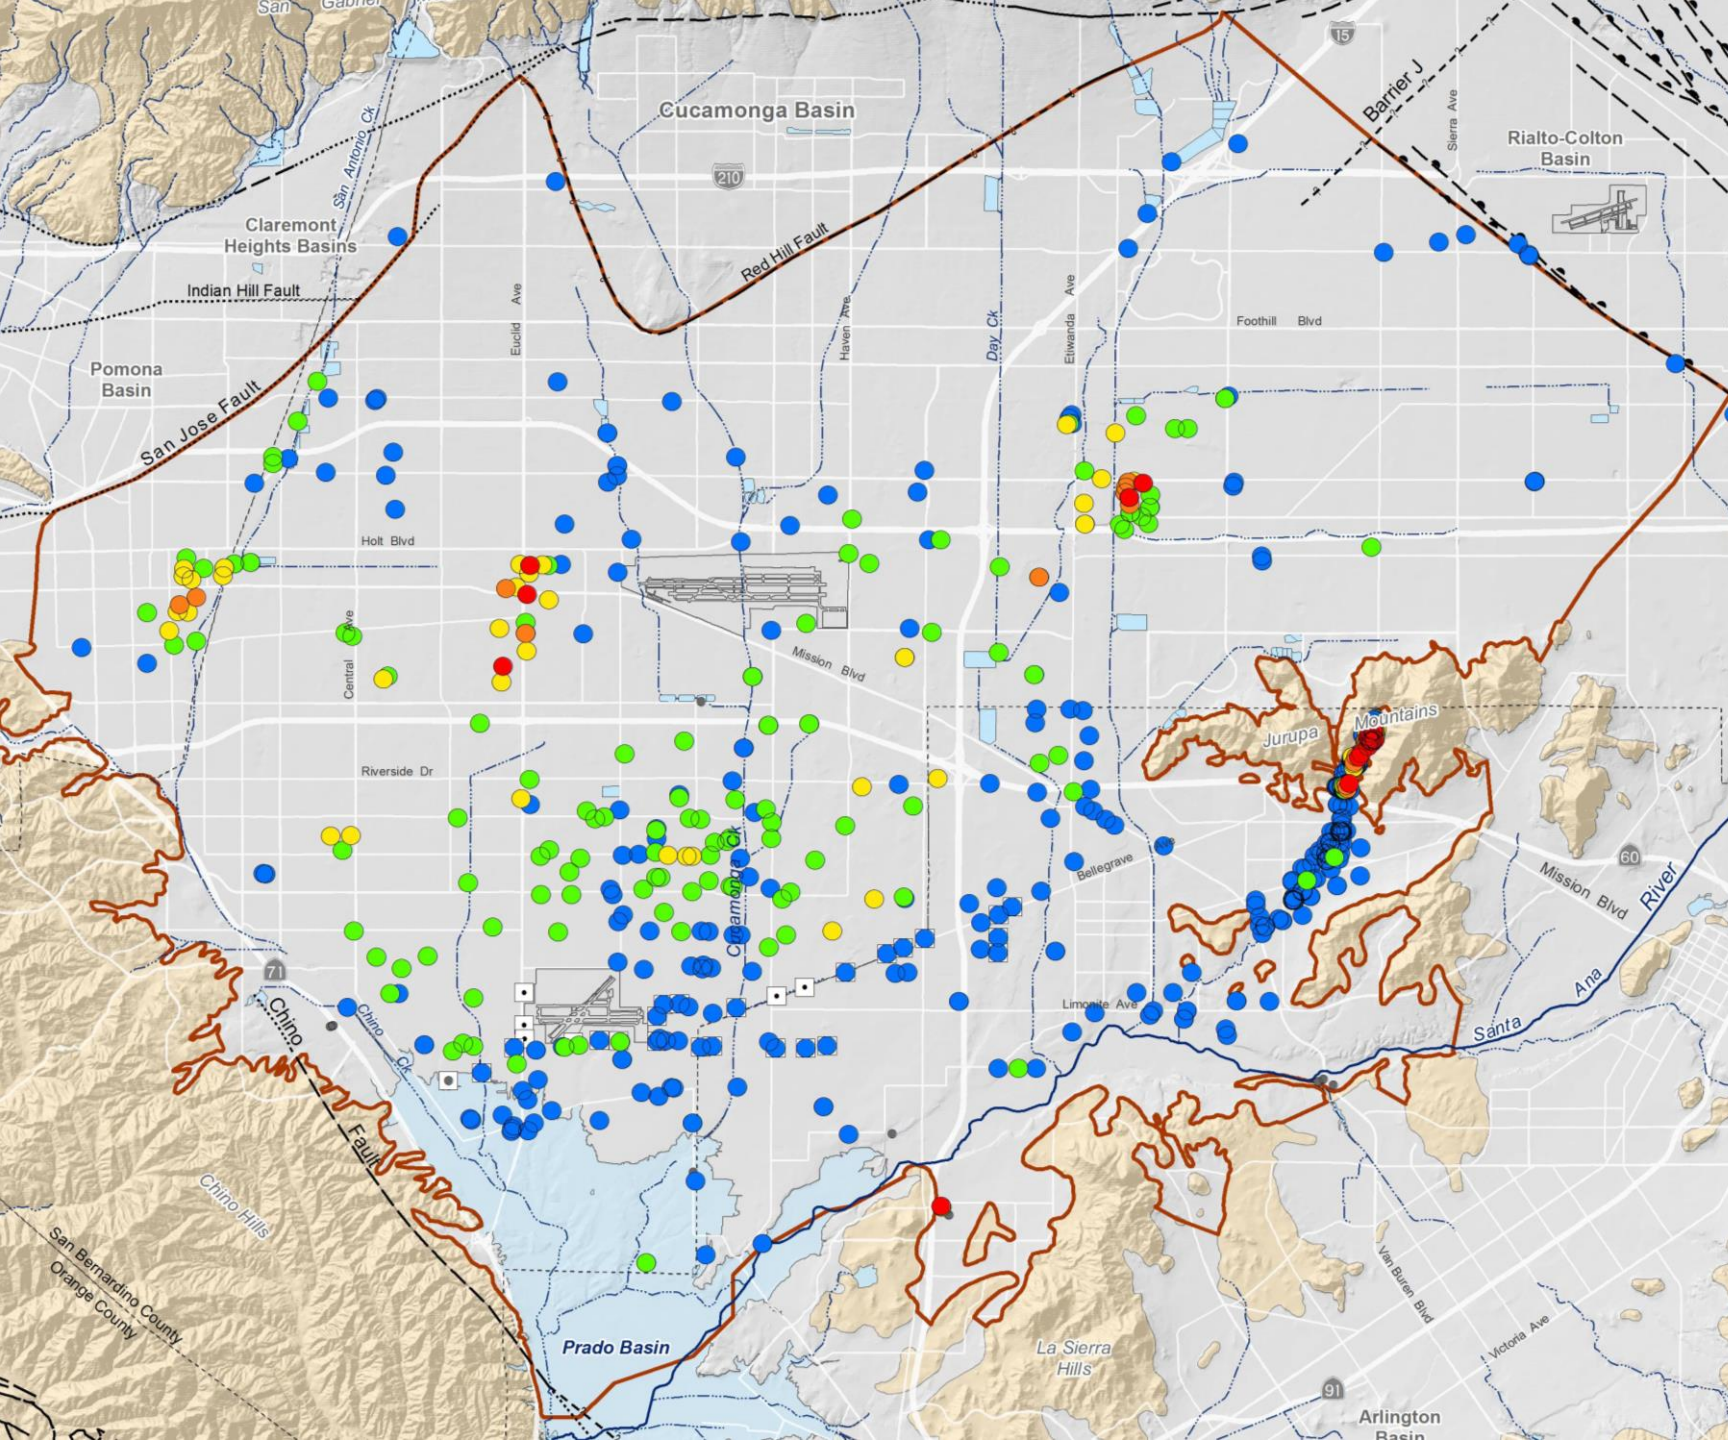 San Gabriel
15
Cucamonga Basin
Barrier J
Sierra Ave
Rialto-Colton
Basin
San Antonio Ck
210
Claremont
Heights Basins
Red Hill Fault
Indian Hill Fault
Euclid Ave
Haven Ave
Day Ck
Etiwanda Ave
Foothill Blvd
Pomona
Basin
San Jose Fault
Holt Blvd
Central Ave
Mission Blvd
Jurupa Mountains
Riverside Dr
Cucamonga Ck
Bellegrave Ave
60
Mission Blvd
River
71
Chino
Chino Ck
Limonite Ave
Ana
Santa
Fault
Chino Hills
San Bernardino County
Orange County
Van Buren Blvd
Victoria Ave
Prado Basin
La Sierra
Hills
91
Arlington
Basin